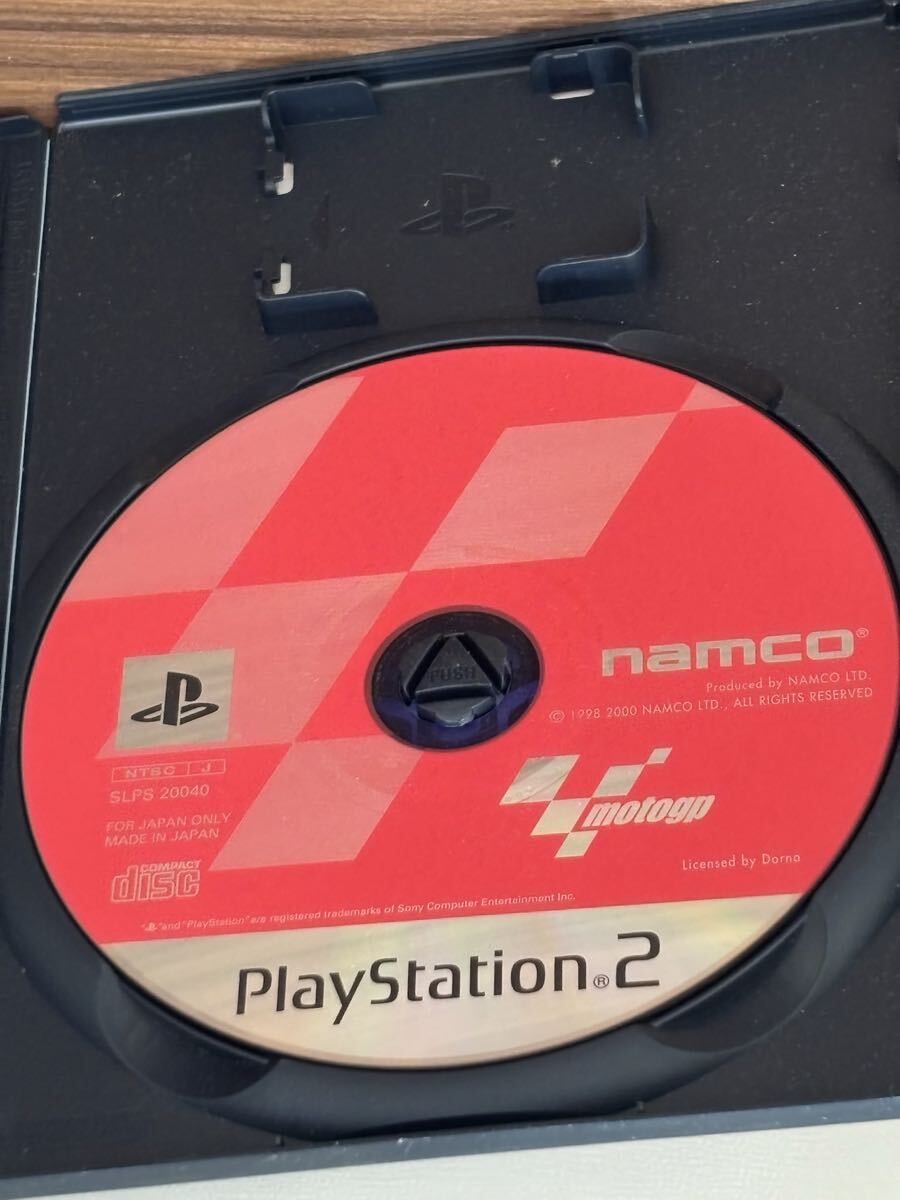 PUSH
namco®
Produced by NAMCO LTD.
© 1998 2000 NAMCO LTD., ALL RIGHTS RESERVED
NTSC J
SLPS 20040
FOR JAPAN ONLY
MADE IN JAPAN
motogp
Licensed by Dorna
COMPACT
disc
"PS" and "PlayStation" are registered trademarks of Sony Computer Entertainment Inc.
PlayStation®2